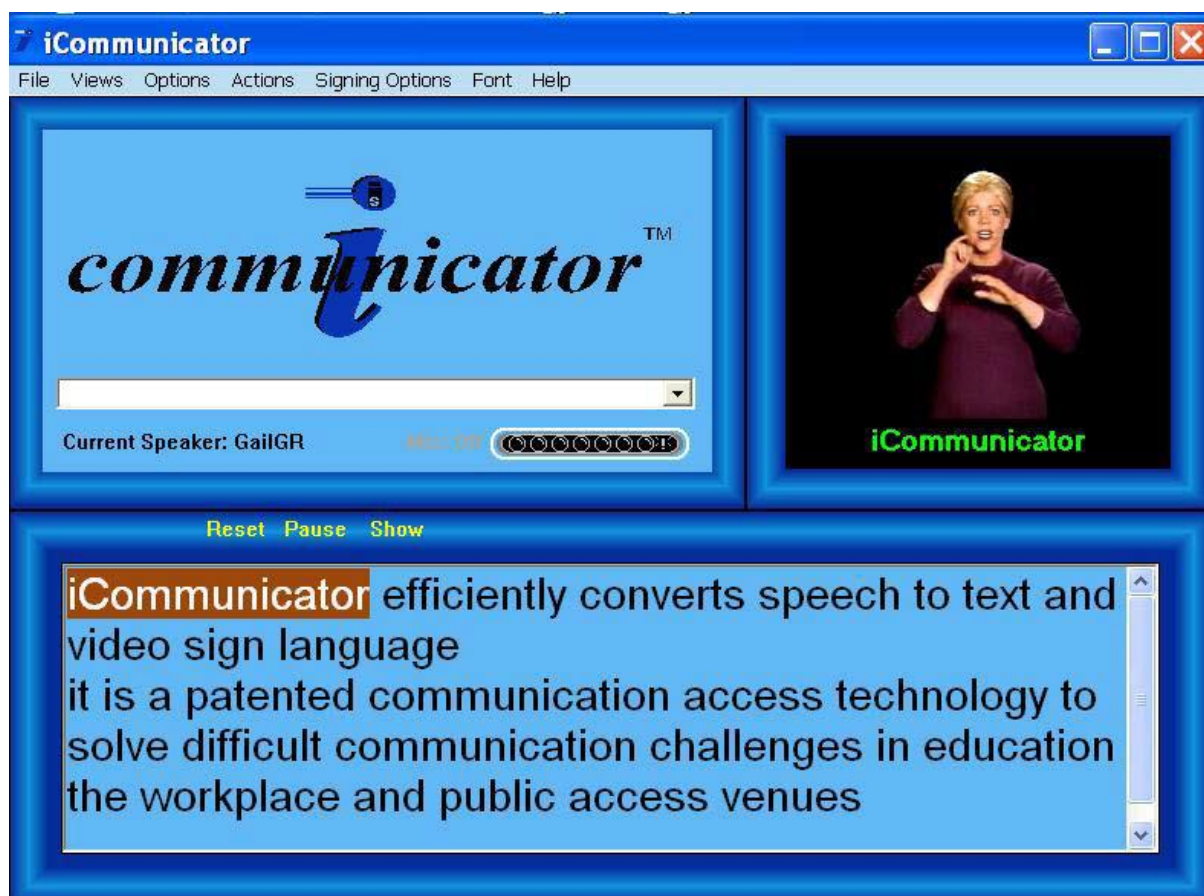 iCommunicator
File Views Options Actions Signing Options Font Help
S
communicator™
Current Speaker: GailGR
iCommunicator
Reset Pause Show
iCommunicator efficiently converts speech to text and
video sign language
it is a patented communication access technology to
solve difficult communication challenges in education
the workplace and public access venues